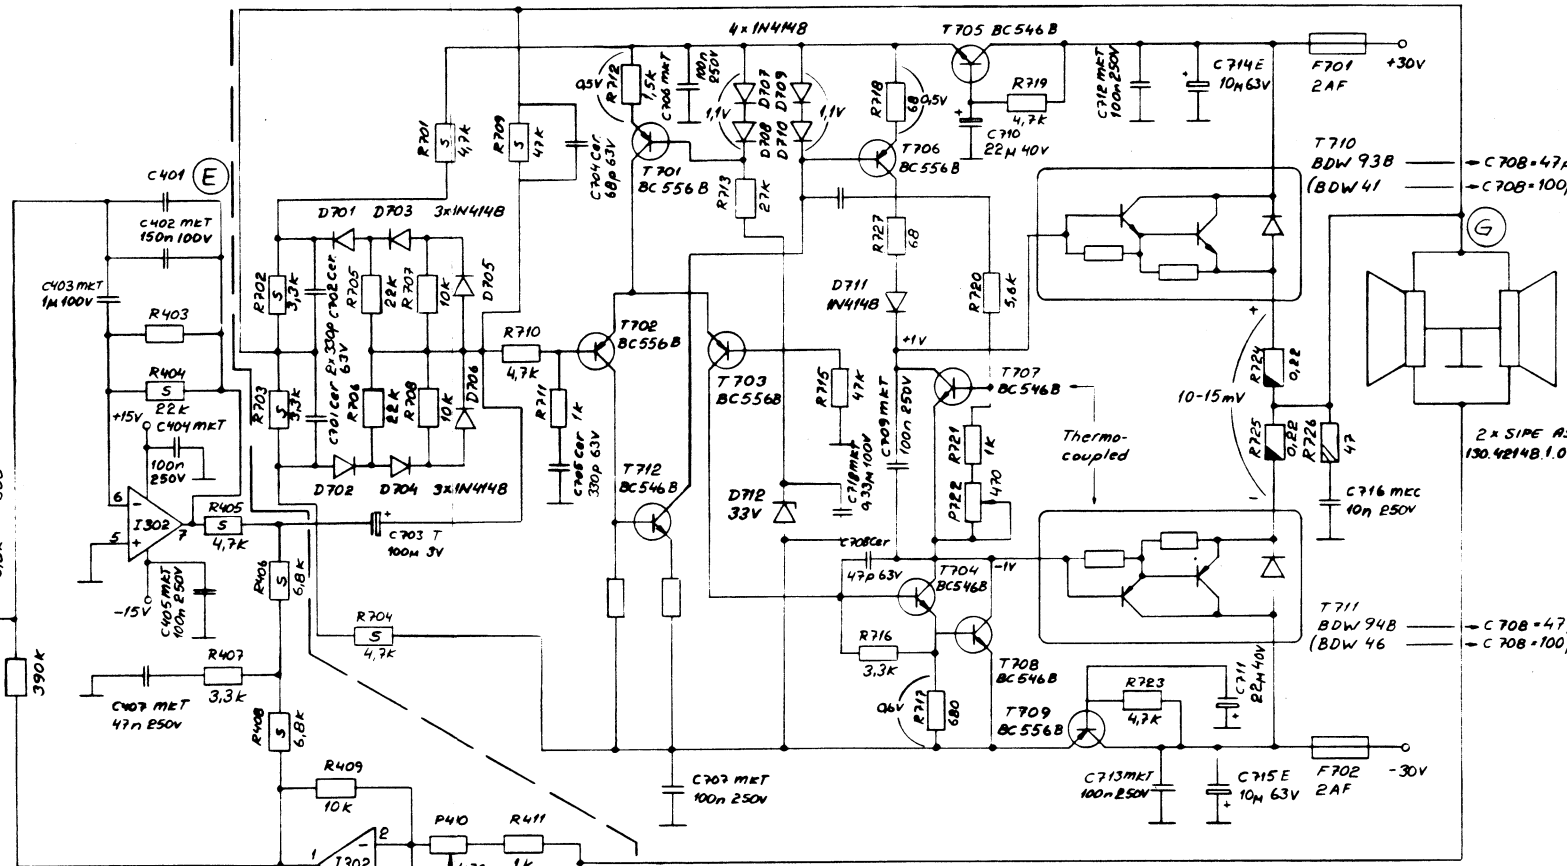 4x1N4148
T705 BC546B
R712
1,5K
0,5V
C706 MKT
100n
250V
D707
D709
D708
D710
1,1V
1,1V
R718
68
0,5V
R719
4,7K
C710
22µ 40V
C712 MKT
100n 250V
C714E
10µ 63V
F701
2AF
+30V
R701
S
4,7K
R709
S
47K
C704 Cer.
68p 63V
T701
BC556B
R713
27K
T706
BC556B
T710
BDW 93B
C708=47p
(BDW 41
C708=100p
C401
E
C402 MKT
150n 100V
C403 MKT
1µ 100V
D701
D703
3x1N4148
R702
S
3,3K
C702 Cer.
R705
22K
R707
10K
D705
R727
68
R720
5,6K
D711
1N4148
+1V
G
R403
R404
S
22K
2x330p
63V
R710
4,7K
T702
BC556B
T703
BC556B
T707
BC546B
R724
0,22
+
10-15mV
R703
S
3,3K
C701 Cer
R706
22K
R708
10K
D706
R711
1K
R715
47K
C709 MKT
100n 250V
R721
1K
Thermo-
coupled
R725
0,22
R726
47
2 x SIPE AS
130.42148.1.0
+15V
C404 MKT
100n
250V
D702
D704
3x1N4148
C705 Cer
330p 63V
T712
BC546B
D712
33V
C718 MKT
0,33µ 100V
P722
470
-
C716 MKC
10n 250V
6
-
I302
5
+
7
R405
S
4,7K
C703 T
+
100µ 3V
C708 Cer
47p 63V
T704
BC546B
-1V
-15V
C405 MKT
100n 250V
R406
S
6,8K
R704
S
4,7K
R716
3,3K
T708
BC546B
T711
BDW 94B
C708=47
(BDW 46
C708=100p
390K
R407
3,3K
C407 MKT
47n 250V
R408
S
6,8K
0,6V
R717
680
T709
BC556B
R723
4,7K
C711
22µ 40V
+
R409
10K
C707 MKT
100n 250V
C713 MKT
100n 250V
C715E
10µ 63V
+
F702
2AF
-30V
1
2
-
I302
P410
R411
1K